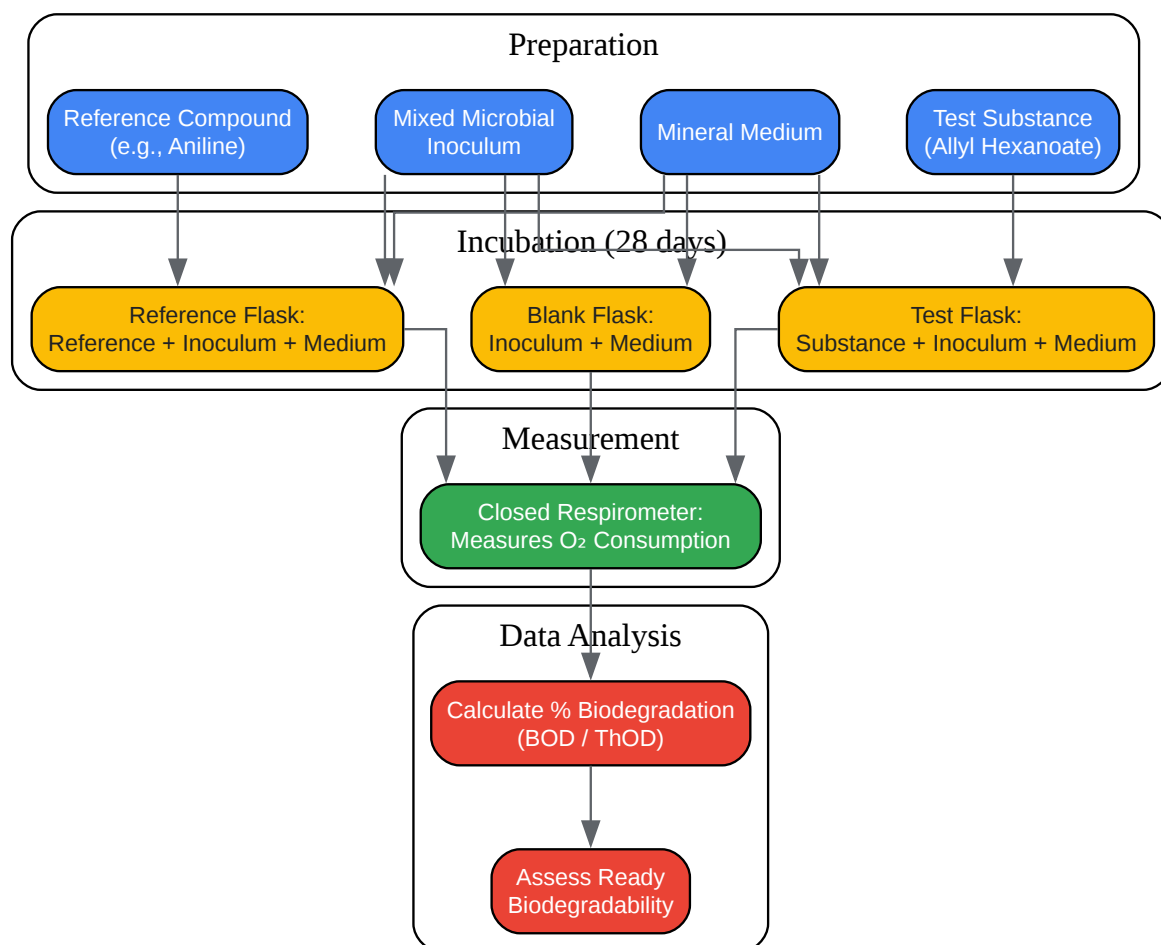 Preparation
Reference Compound
(e.g., Aniline)
Mixed Microbial
Inoculum
Mineral Medium
Test Substance
(Allyl Hexanoate)
Incubation (28 days)
Reference Flask:
Reference + Inoculum + Medium
Blank Flask:
Inoculum + Medium
Test Flask:
Substance + Inoculum + Medium
Measurement
Closed Respirometer:
Measures O₂ Consumption
Data Analysis
Calculate % Biodegradation
(BOD / ThOD)
Assess Ready
Biodegradability